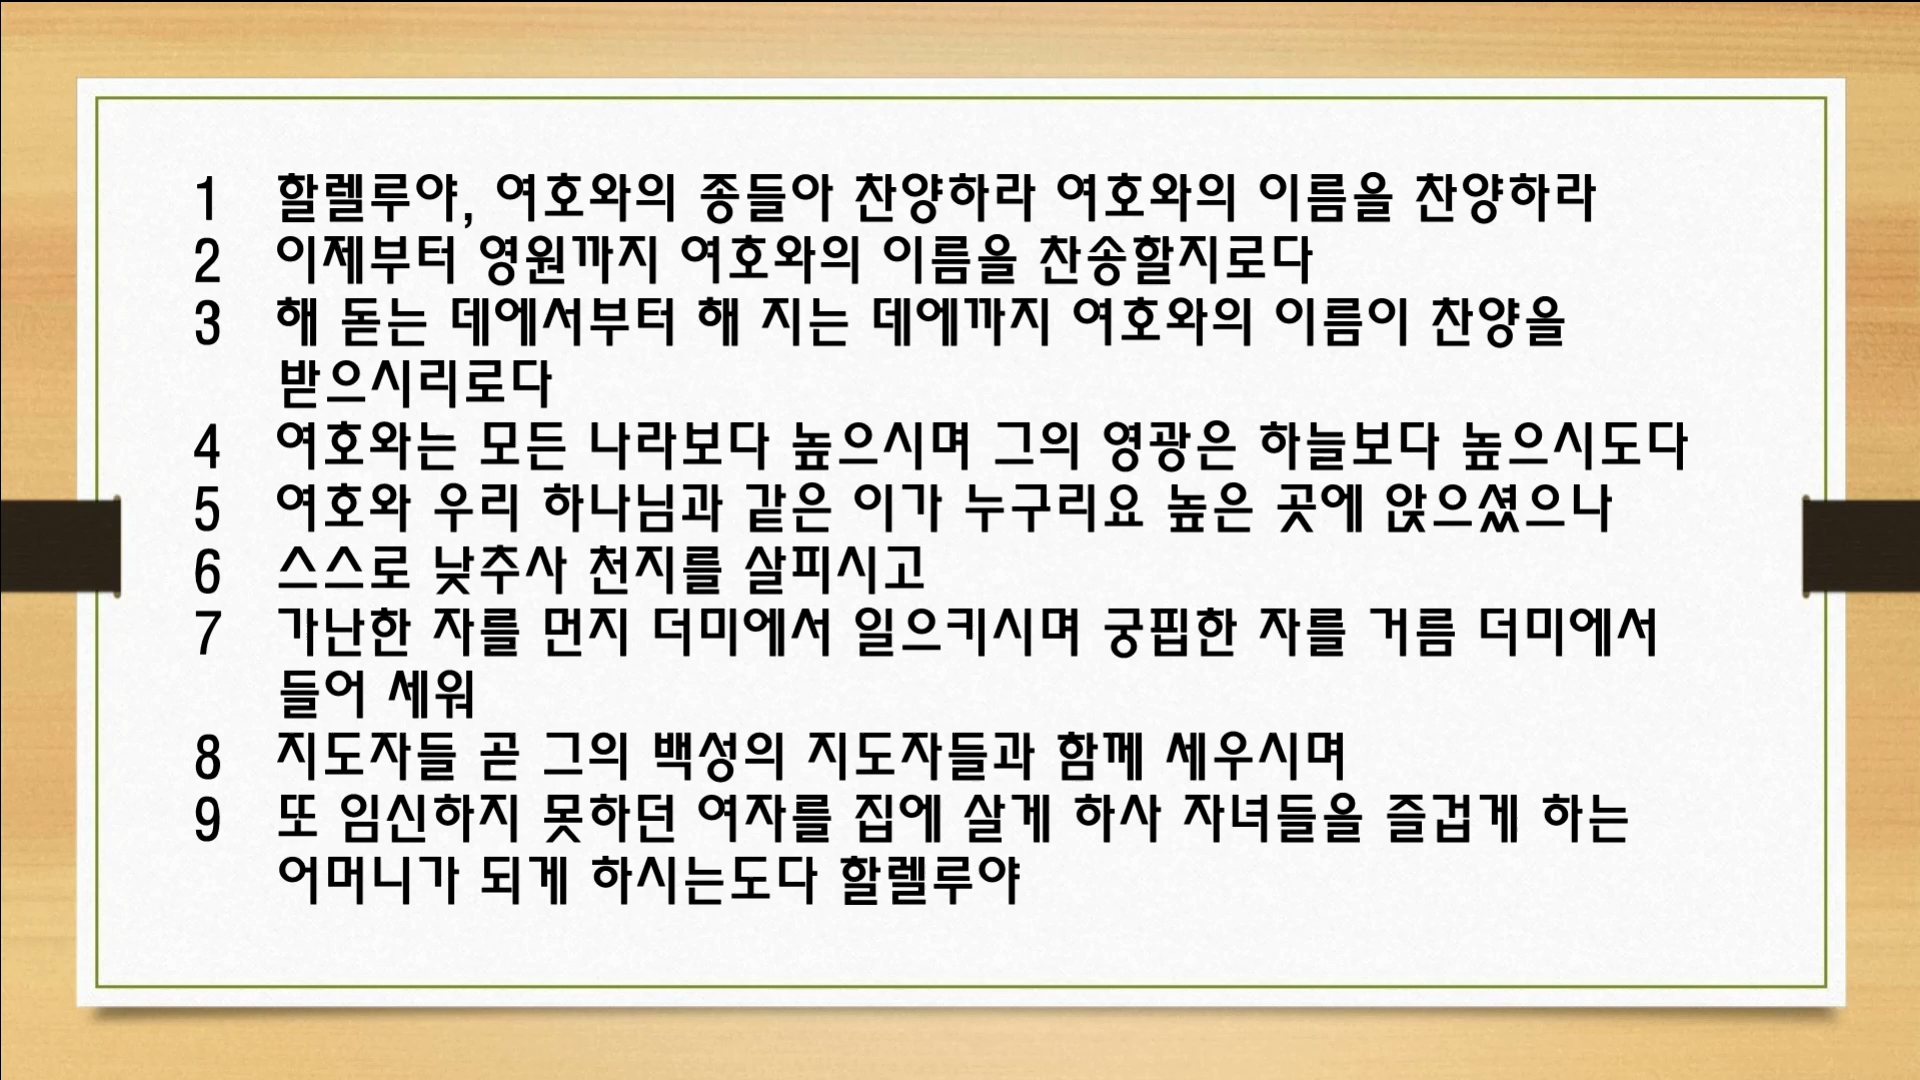 1 할렐루야, 여호와의 종들아 찬양하라 여호와의 이름을 찬양하라
2 이제부터 영원까지 여호와의 이름을 찬송할지로다
3 해 돋는 데에서부터 해 지는 데에까지 여호와의 이름이 찬양을
받으시리로다
4 여호와는 모든 나라보다 높으시며 그의 영광은 하늘보다 높으시도다
5 여호와 우리 하나님과 같은 이가 누구리요 높은 곳에 앉으셨으나
6 스스로 낮추사 천지를 살피시고
7 가난한 자를 먼지 더미에서 일으키시며 궁핍한 자를 거름 더미에서
들어 세워
8 지도자들 곧 그의 백성의 지도자들과 함께 세우시며
9 또 임신하지 못하던 여자를 집에 살게 하사 자녀들을 즐겁게 하는
어머니가 되게 하시는도다 할렐루야